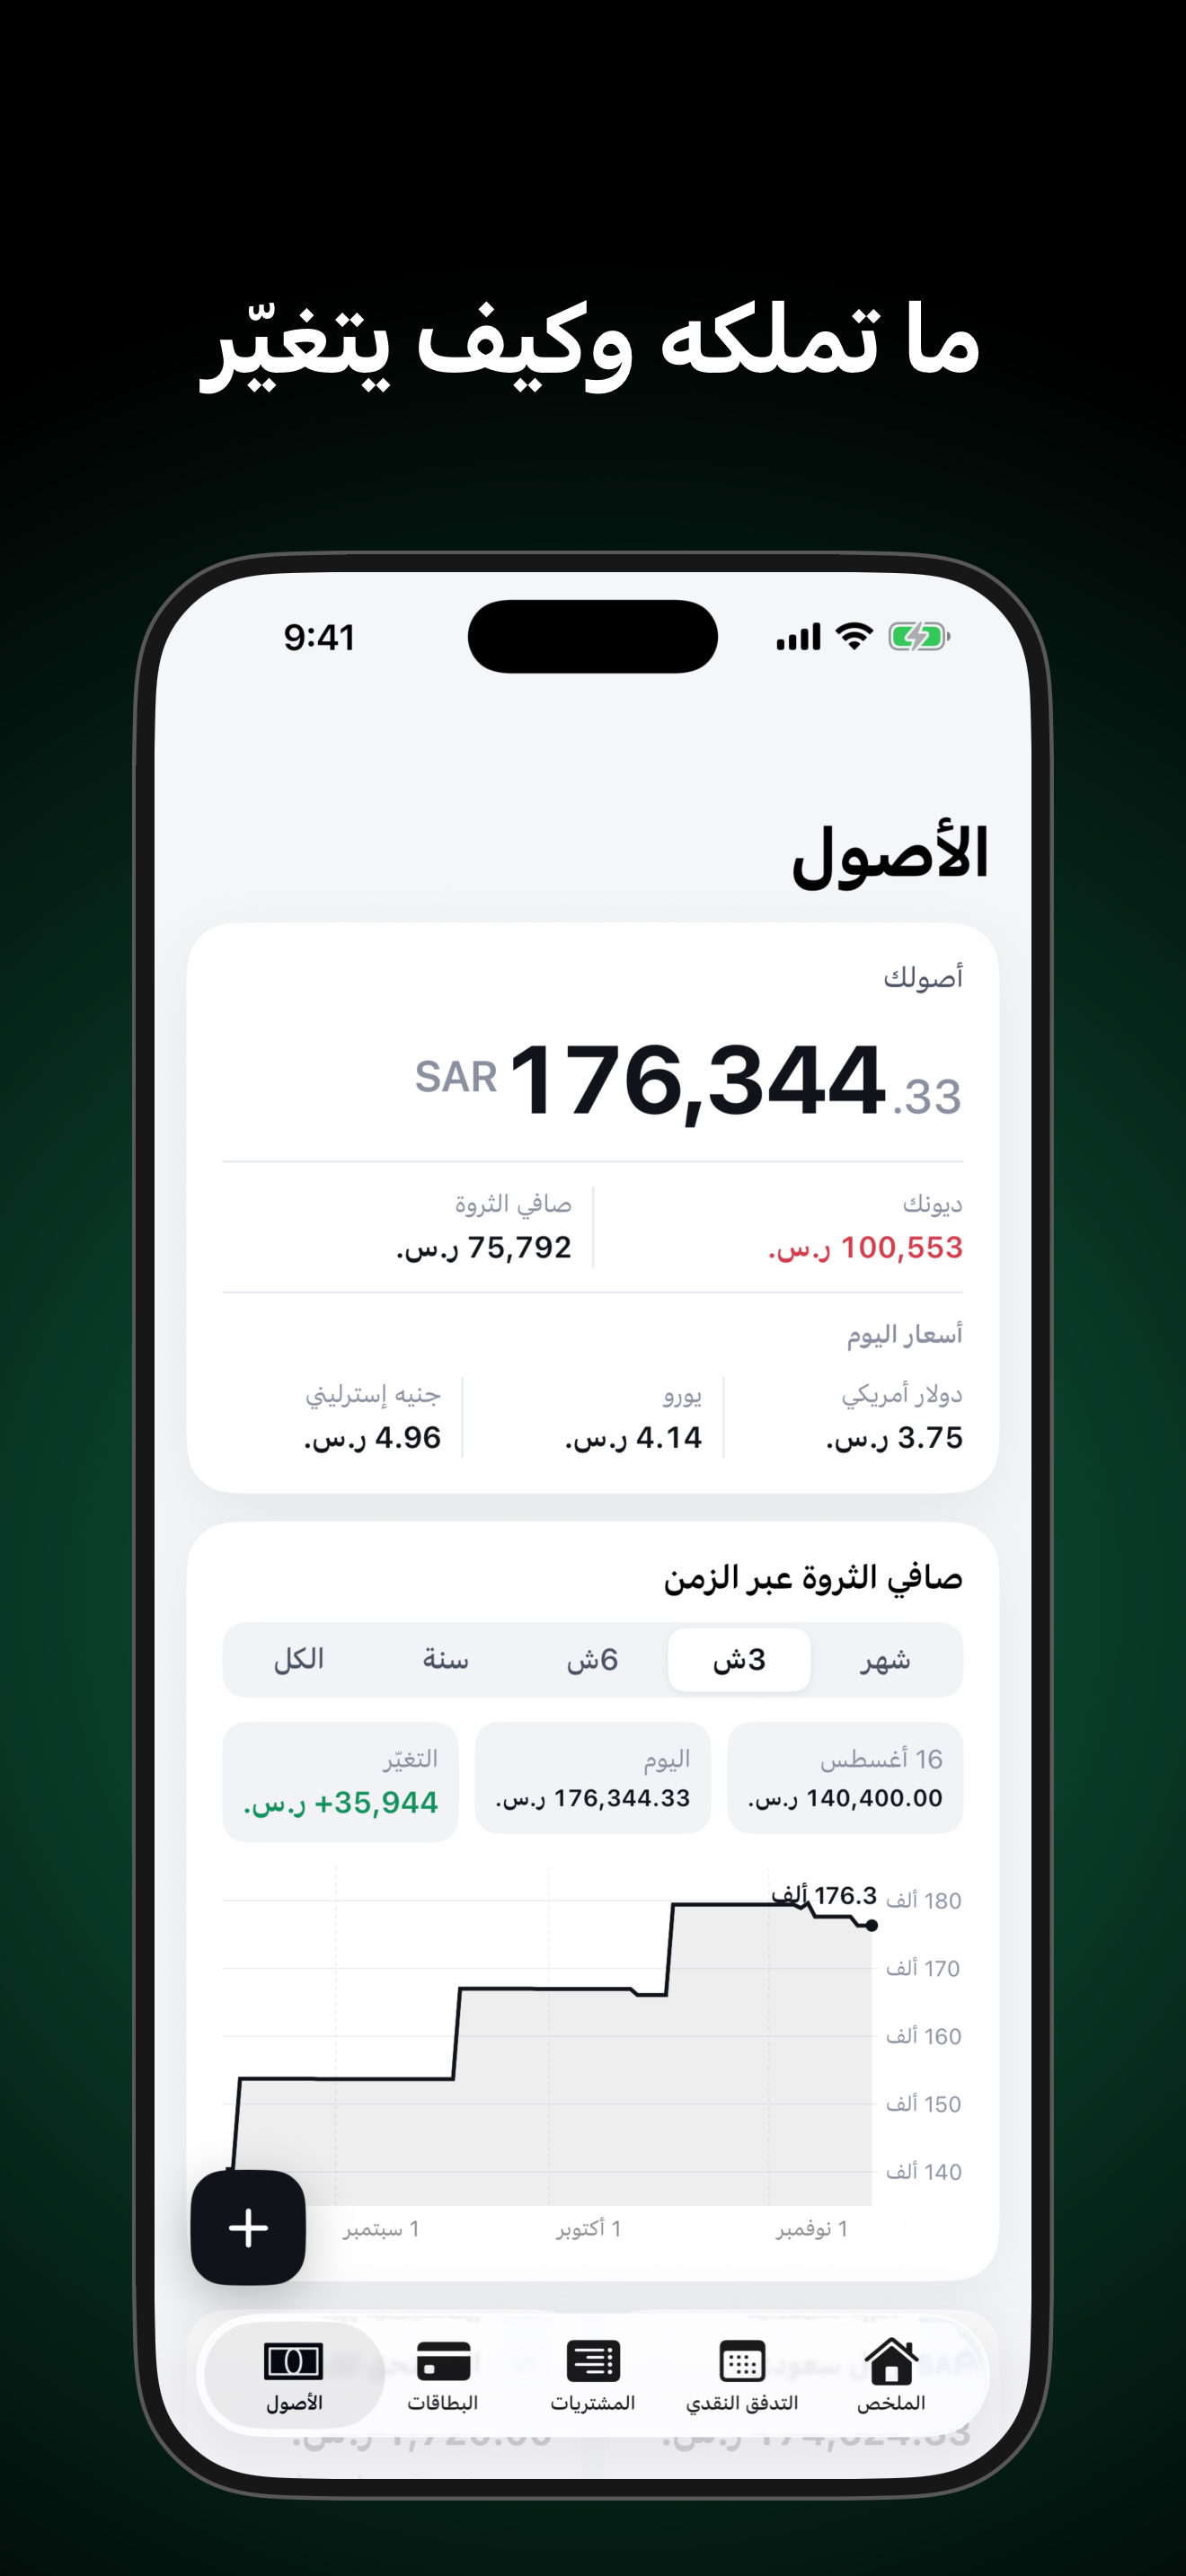 ما تملكه وكيف يتغيّر
9:41
الأصول
أصولك
SAR 176,344.33
ديونك
100,553 ر.س.
صافي الثروة
75,792 ر.س.
أسعار اليوم
دولار أمريكي
3.75 ر.س.
يورو
4.14 ر.س.
جنيه إسترليني
4.96 ر.س.
صافي الثروة عبر الزمن
شهر
3ش
6ش
سنة
الكل
16 أغسطس
140,400.00 ر.س.
اليوم
176,344.33 ر.س.
التغيّر
+35,944 ر.س.
176.3 ألف
180 ألف
170 ألف
160 ألف
150 ألف
140 ألف
1 سبتمبر
1 أكتوبر
1 نوفمبر
الملخص
التدفق النقدي
المشتريات
البطاقات
الأصول